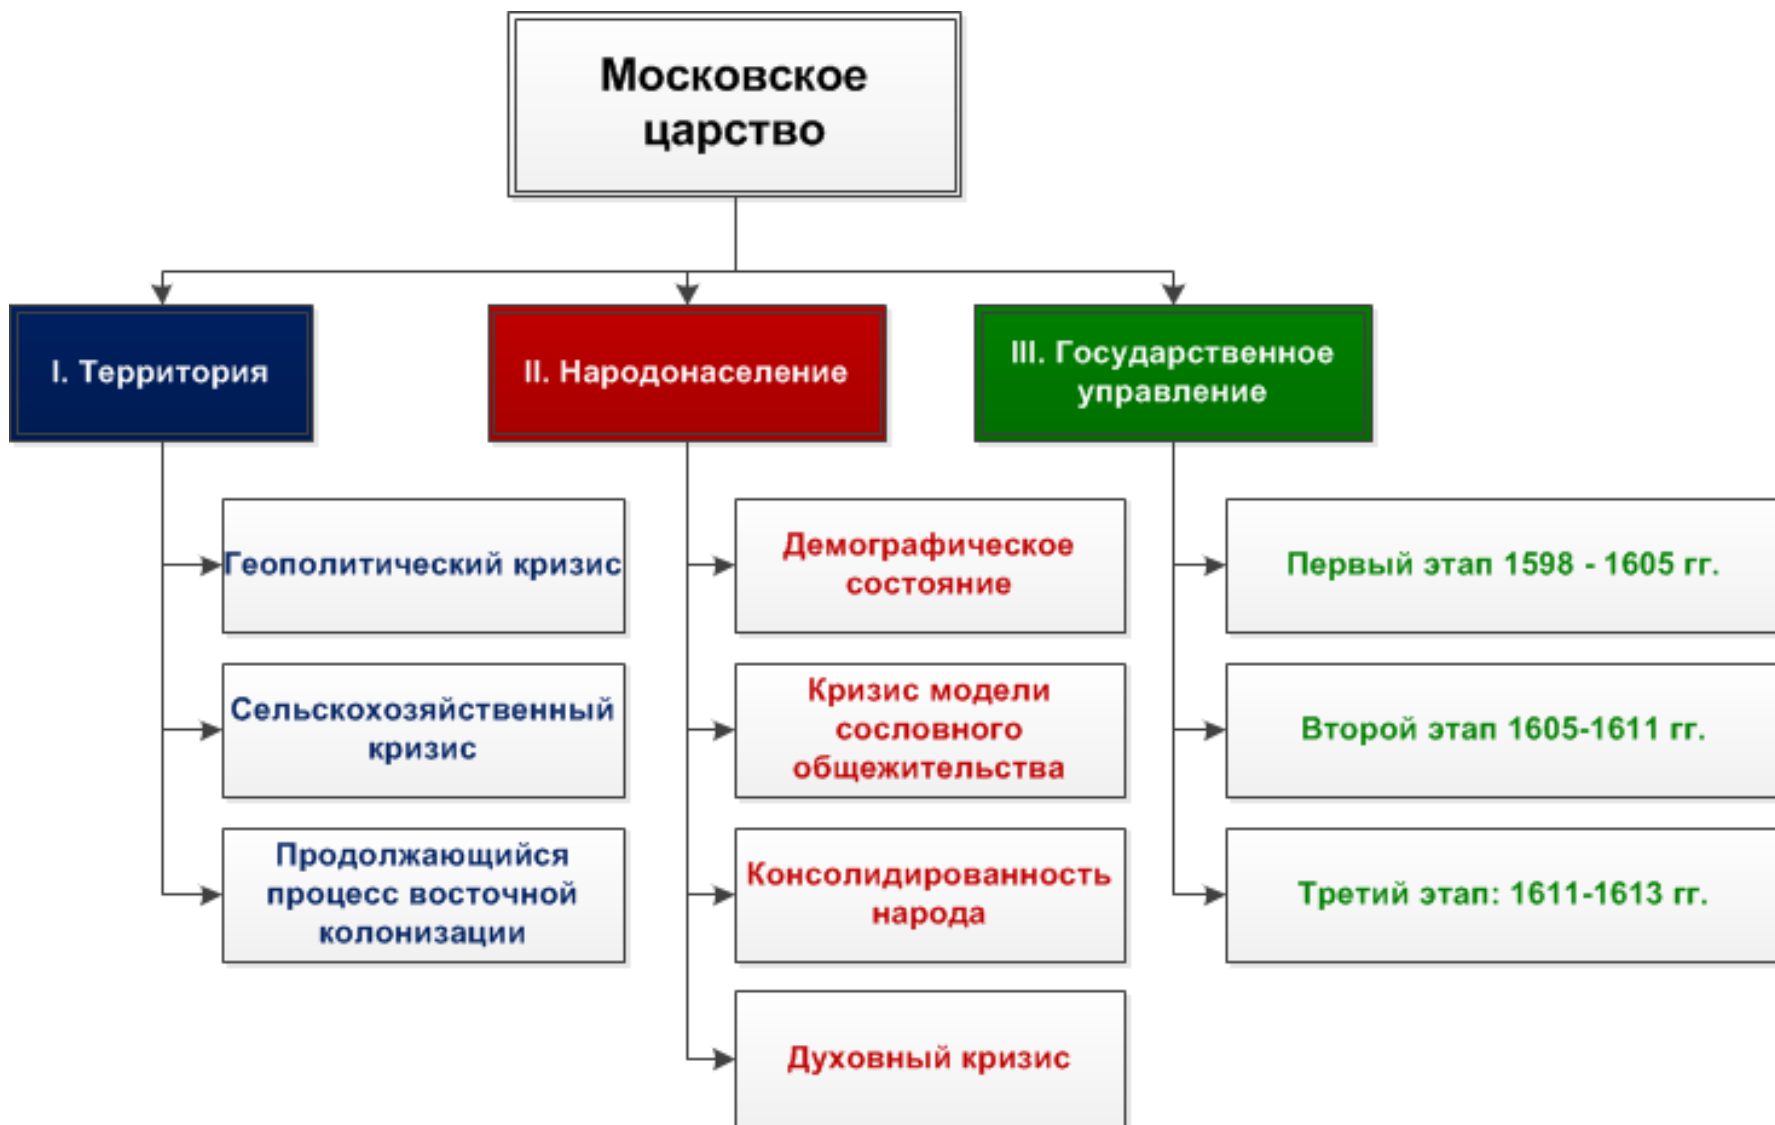 Московское
царство
I. Территория
II. Народонаселение
III. Государственное
управление
Геополитический кризис
Сельскохозяйственный
кризис
Продолжающийся
процесс восточной
колонизации
Демографическое
состояние
Кризис модели
сословного
общежительства
Консолидированность
народа
Духовный кризис
Первый этап 1598 - 1605 гг.
Второй этап 1605-1611 гг.
Третий этап: 1611-1613 гг.